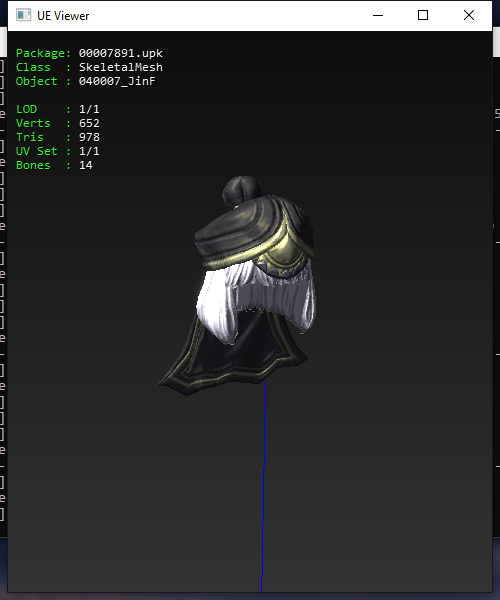 UE Viewer
Package: 00007891.upk
Class : SkeletalMesh
Object : 040007_JinF
LOD : 1/1
Verts : 652
Tris : 978
UV Set : 1/1
Bones : 14